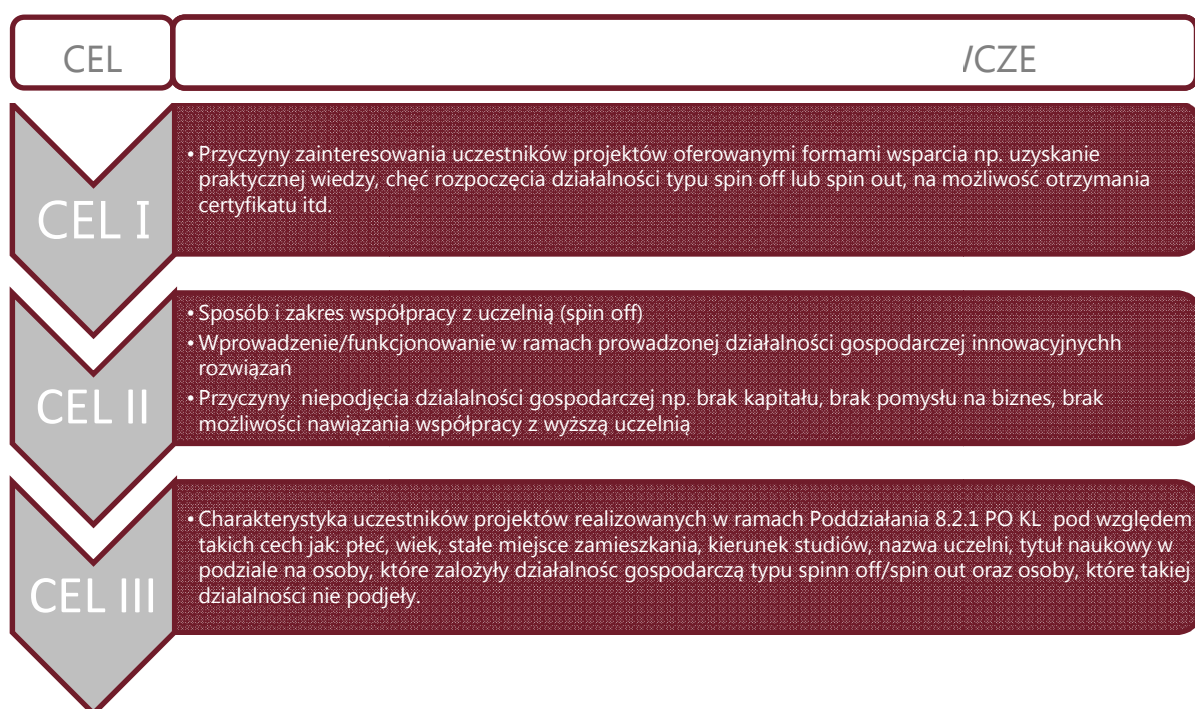 CEL
/CZE
CEL I
• Przyczyny zainteresowania uczestników projektów oferowanymi formami wsparcia np. uzyskanie
praktycznej wiedzy, chęć rozpoczęcia działalności typu spin off lub spin out, na możliwość otrzymania
certyfikatu itd.
CEL II
• Sposób i zakres współpracy z uczelnią (spin off)
• Wprowadzenie/funkcjonowanie w ramach prowadzonej działalności gospodarczej innowacyjnychh
rozwiązań
• Przyczyny niepodjęcia dzialalności gospodarczej np. brak kapitału, brak pomysłu na biznes, brak
możliwości nawiązania współpracy z wyższą uczelnią
CEL III
• Charakterystyka uczestników projektów realizowanych w ramach Poddziałania 8.2.1 PO KL pod względem
takich cech jak: płeć, wiek, stałe miejsce zamieszkania, kierunek studiów, nazwa uczelni, tytuł naukowy w
podziale na osoby, które zalożyły działalnośc gospodarczą typu spinn off/spin out oraz osoby, które takiej
dzialalności nie podjeły.